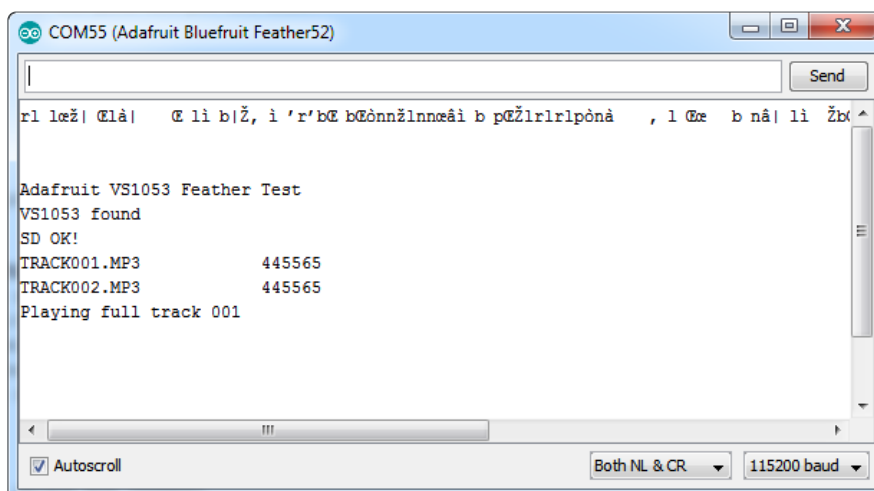 COM55 (Adafruit Bluefruit Feather52)
Send
Adafruit VS1053 Feather Test
VS1053 found
SD OK!
TRACK001.MP3 445565
TRACK002.MP3 445565
Playing full track 001
Autoscroll
Both NL & CR
115200 baud